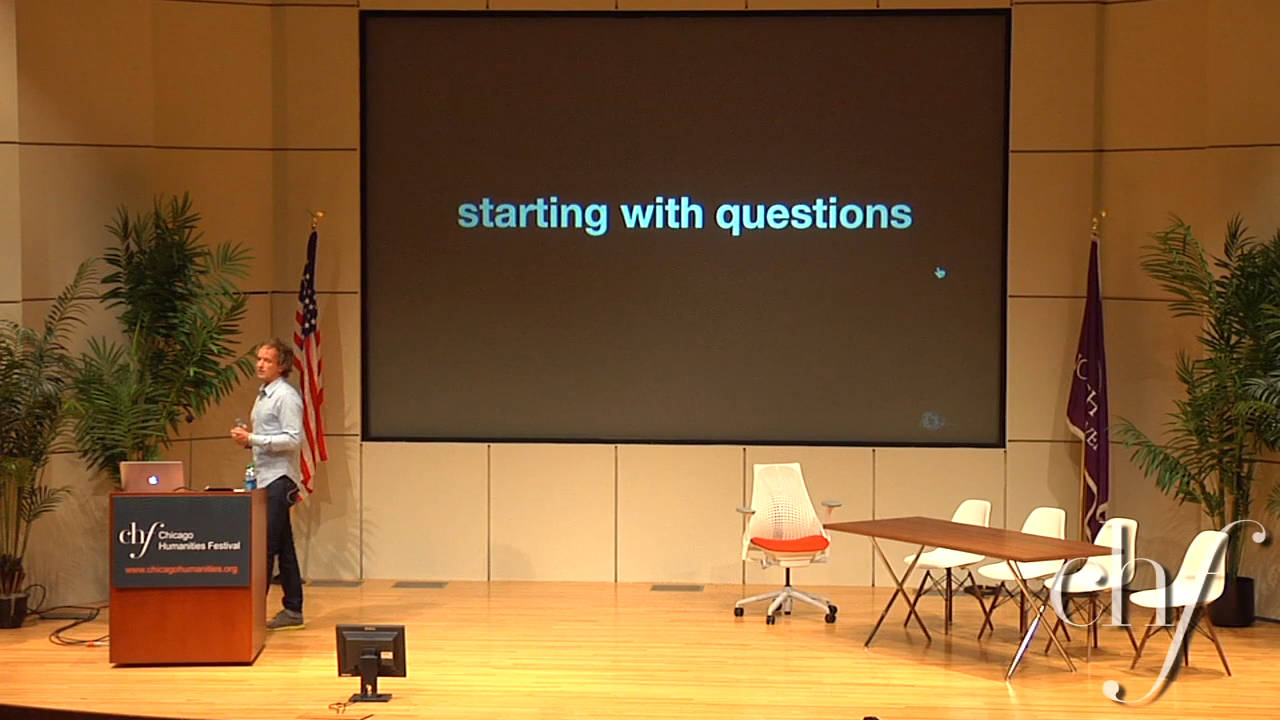 starting with questions
chf Chicago
Humanities Festival
www.chicagohumanities.org
chf